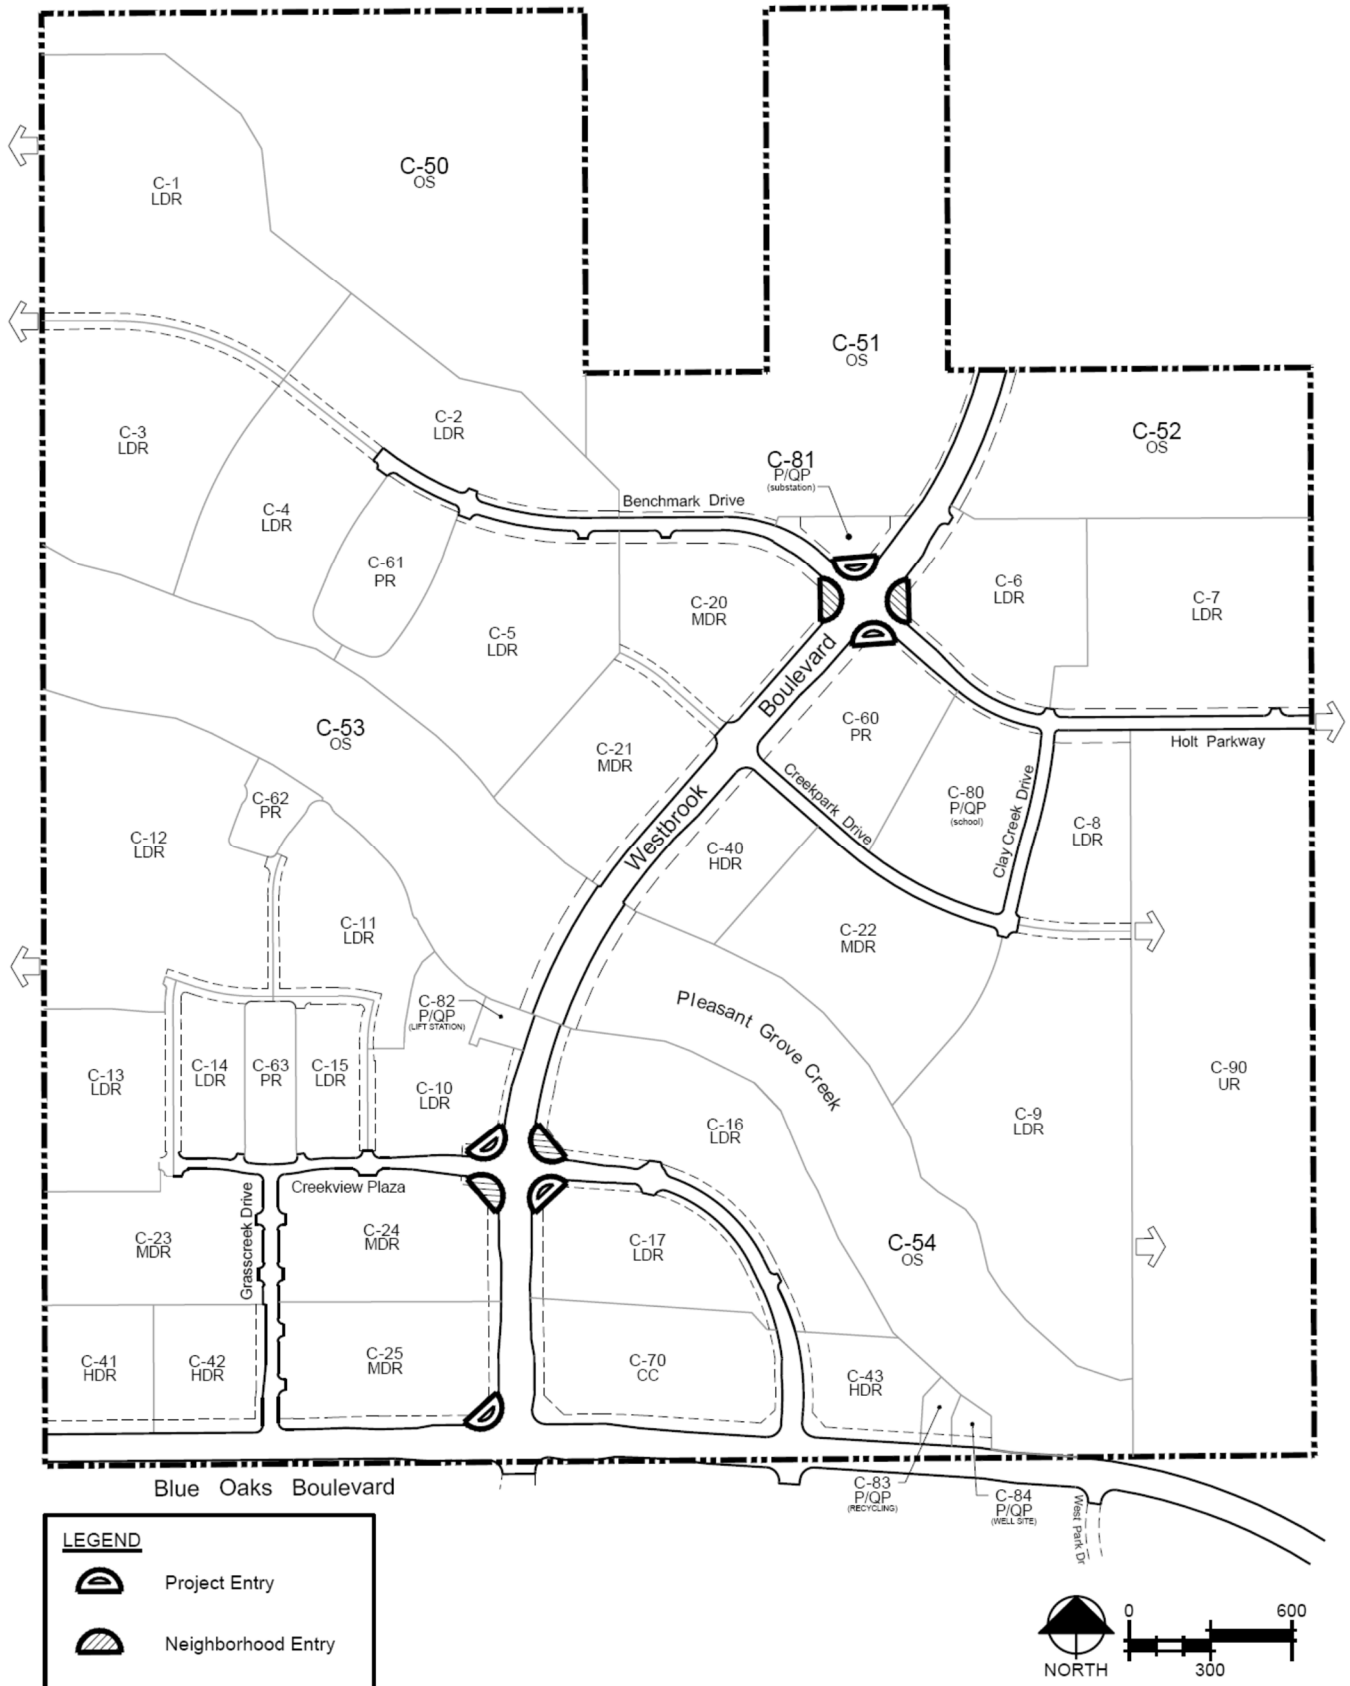 C-50
OS
C-1
LDR
C-51
OS
C-2
LDR
C-3
LDR
C-52
OS
C-81
P/QP
(substation)
Benchmark Drive
C-4
LDR
C-61
PR
C-20
MDR
C-6
LDR
C-7
LDR
C-5
LDR
Westbrook Boulevard
C-60
PR
C-53
OS
Holt Parkway
C-21
MDR
Creekpark Drive
C-80
P/QP
(school)
Clay Creek Drive
C-62
PR
C-8
LDR
C-12
LDR
C-40
HDR
C-11
LDR
C-22
MDR
C-82
P/QP
(LIFT STATION)
Pleasant Grove Creek
C-13
LDR
C-14
LDR
C-63
PR
C-15
LDR
C-10
LDR
C-90
UR
C-16
LDR
C-9
LDR
Creekview Plaza
Grasscreek Drive
C-23
MDR
C-24
MDR
C-17
LDR
C-54
OS
C-41
HDR
C-42
HDR
C-25
MDR
C-70
CC
C-43
HDR
Blue Oaks Boulevard
C-83
P/QP
(RECYCLING)
C-84
P/QP
(WELL SITE)
West Park Dr
LEGEND
Project Entry
Neighborhood Entry
NORTH
0
600
300